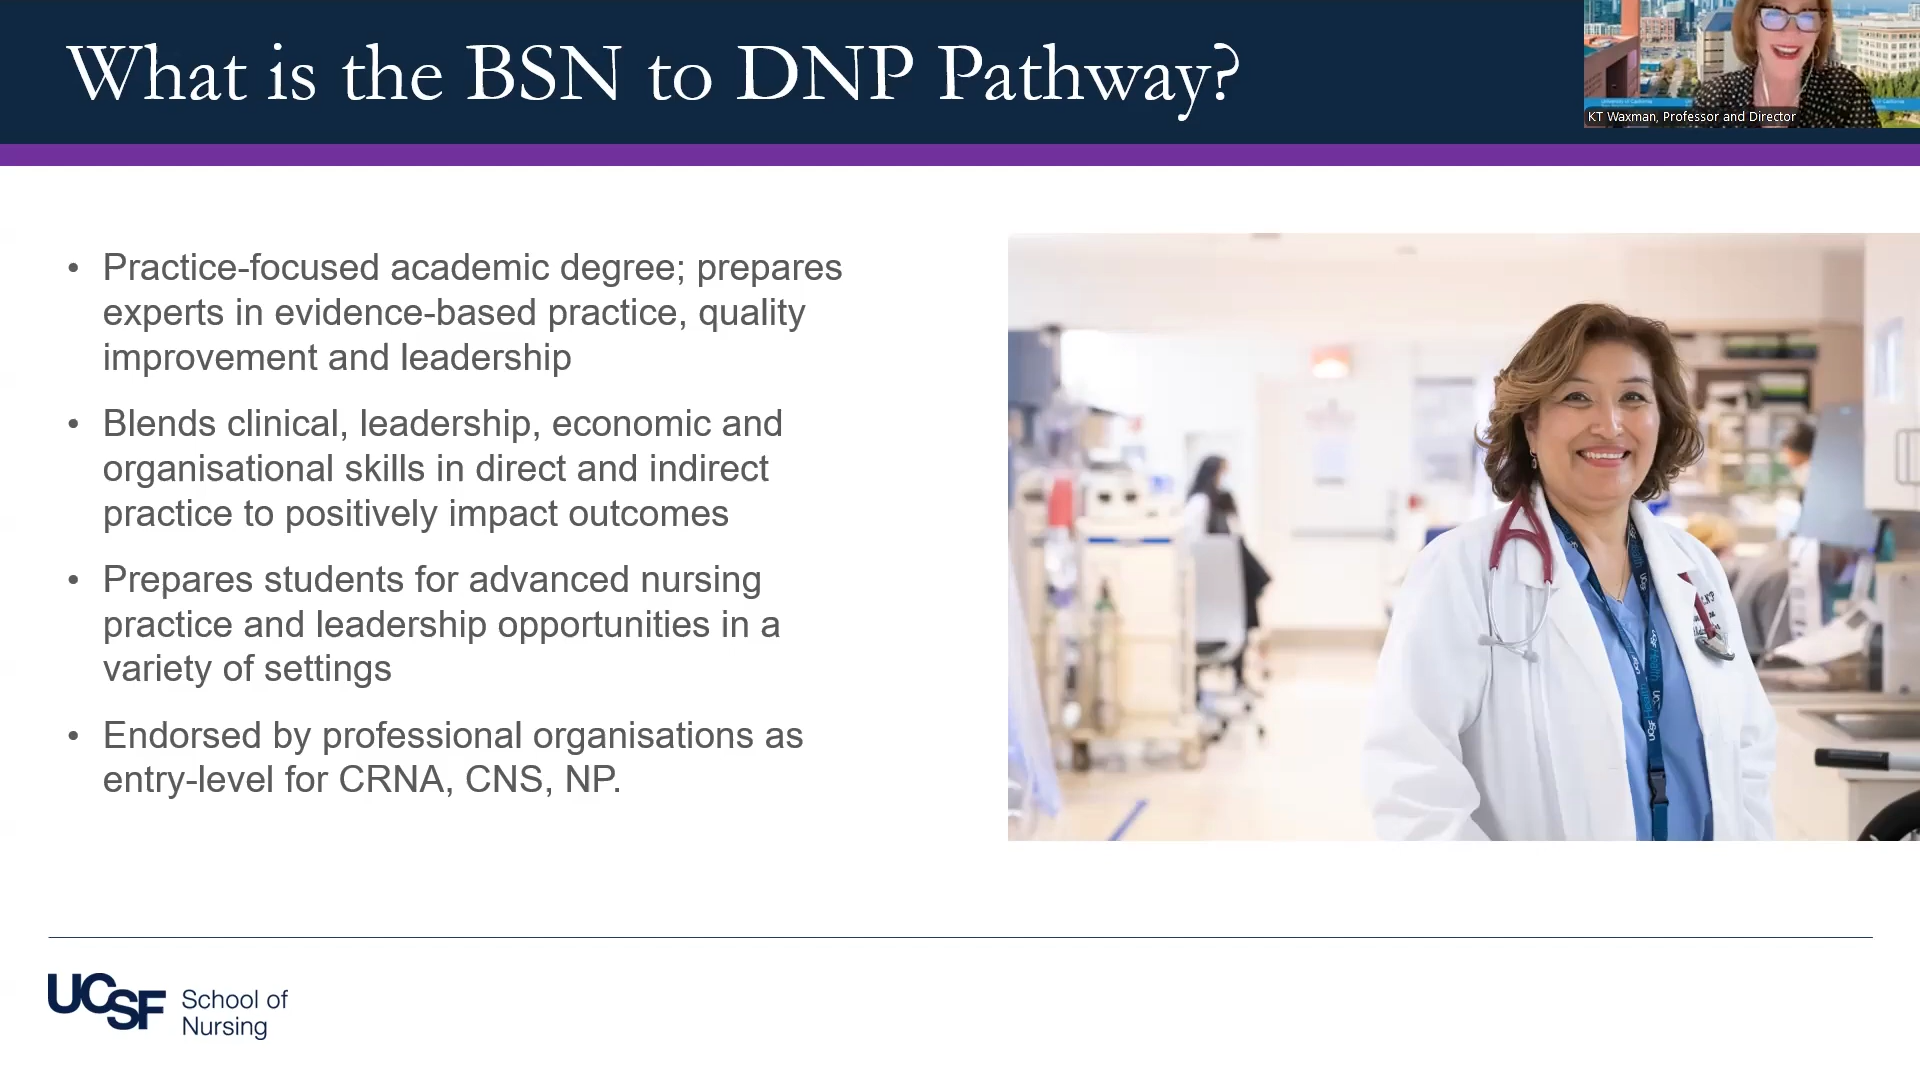 What is the BSN to DNP Pathway?
KT Waxman, Professor and Director
• Practice-focused academic degree; prepares
experts in evidence-based practice, quality
improvement and leadership
• Blends clinical, leadership, economic and
organisational skills in direct and indirect
practice to positively impact outcomes
• Prepares students for advanced nursing
practice and leadership opportunities in a
variety of settings
• Endorsed by professional organisations as
entry-level for CRNA, CNS, NP.
UCSF Health
UCSF School of
Nursing